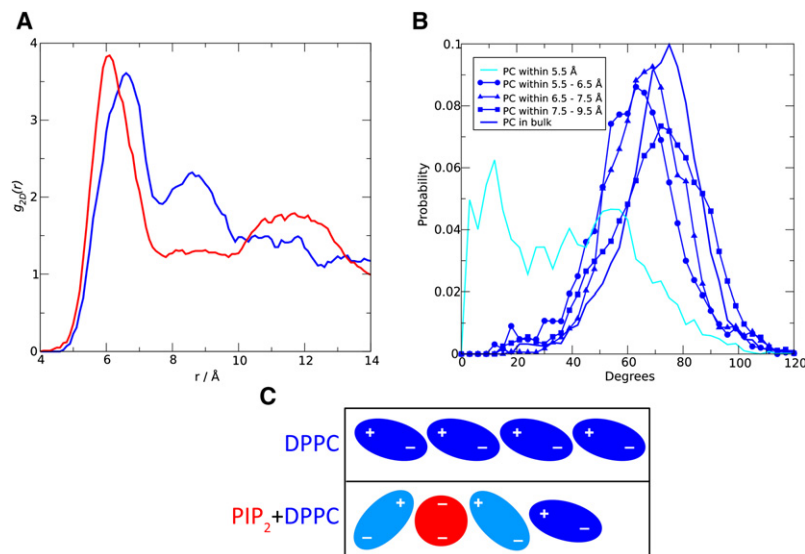 A
g2D(r)
4
3
2
1
0
4 6 8 10 12 14
r / Å
B
Probability
0.1
0.08
0.06
0.04
0.02
0
PC within 5.5 Å
PC within 5.5 - 6.5 Å
PC within 6.5 - 7.5 Å
PC within 7.5 - 9.5 Å
PC in bulk
0 20 40 60 80 100 120
Degrees
C
DPPC
+ − + − + − + −
PIP2+DPPC
+ − − − + − + −